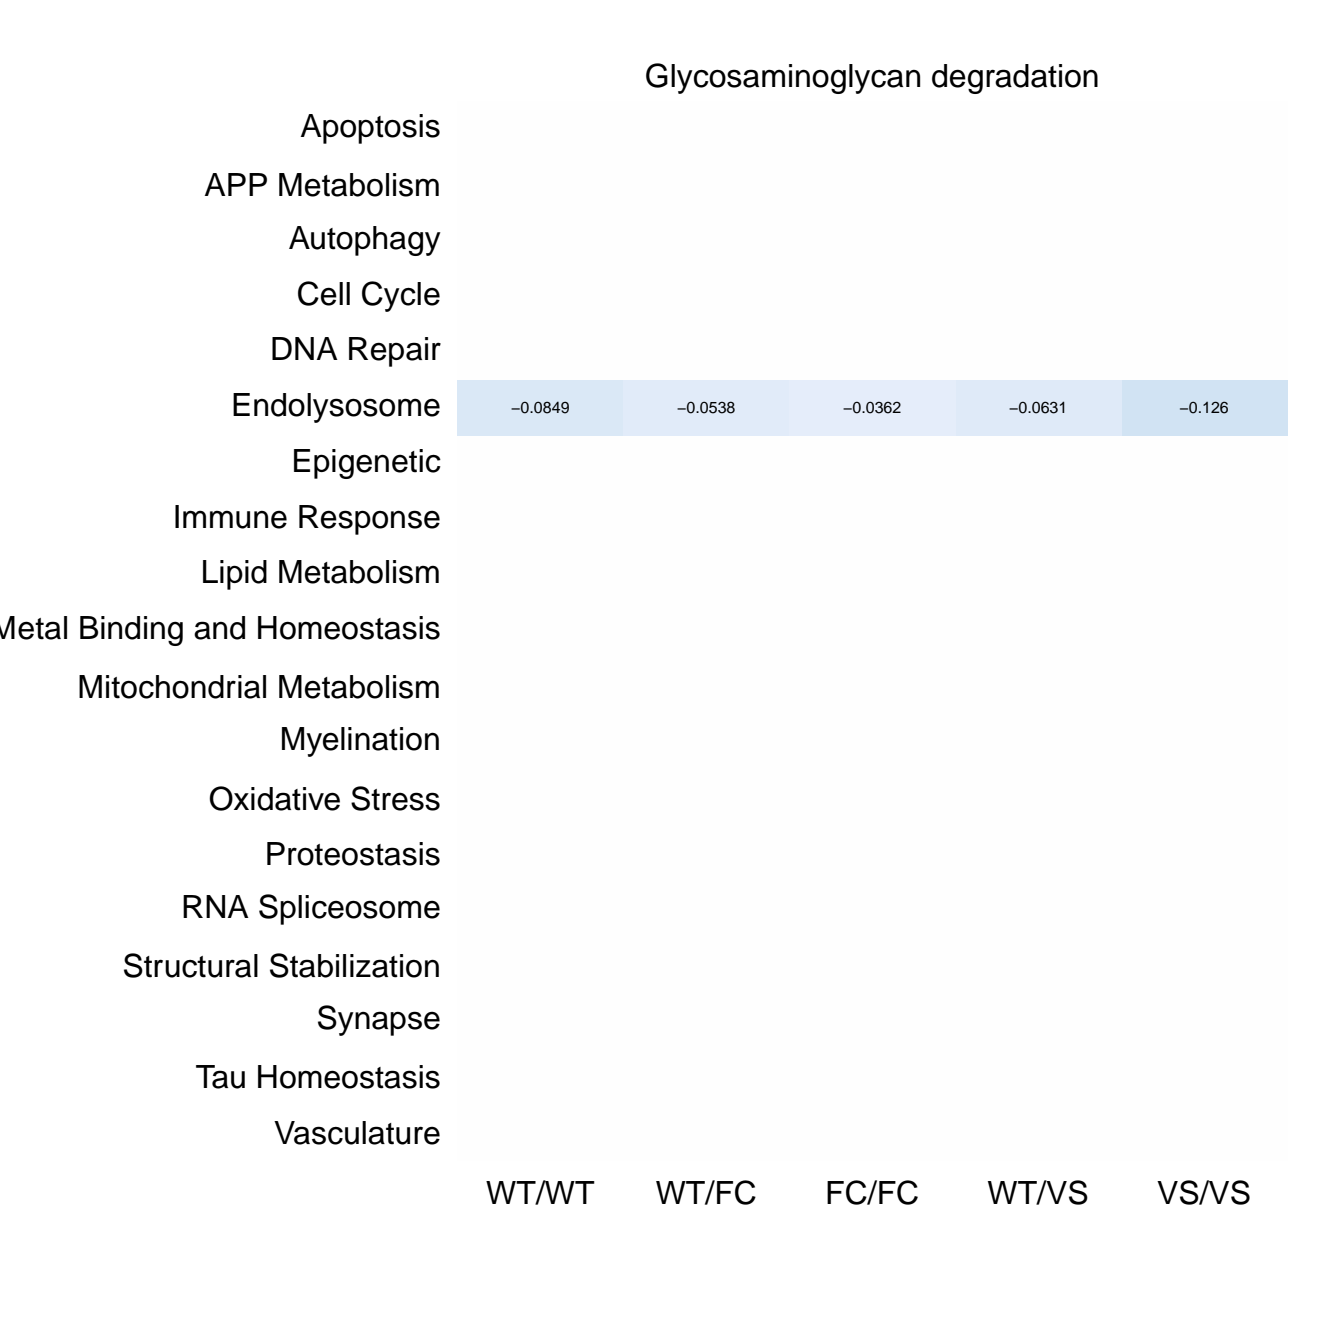 Glycosaminoglycan degradation
Apoptosis
APP Metabolism
Autophagy
Cell Cycle
DNA Repair
Endolysosome −0.0849 −0.0538 −0.0362 −0.0631 −0.126
Epigenetic
Immune Response
Lipid Metabolism
Metal Binding and Homeostasis
Mitochondrial Metabolism
Myelination
Oxidative Stress
Proteostasis
RNA Spliceosome
Structural Stabilization
Synapse
Tau Homeostasis
Vasculature
WT/WT WT/FC FC/FC WT/VS VS/VS